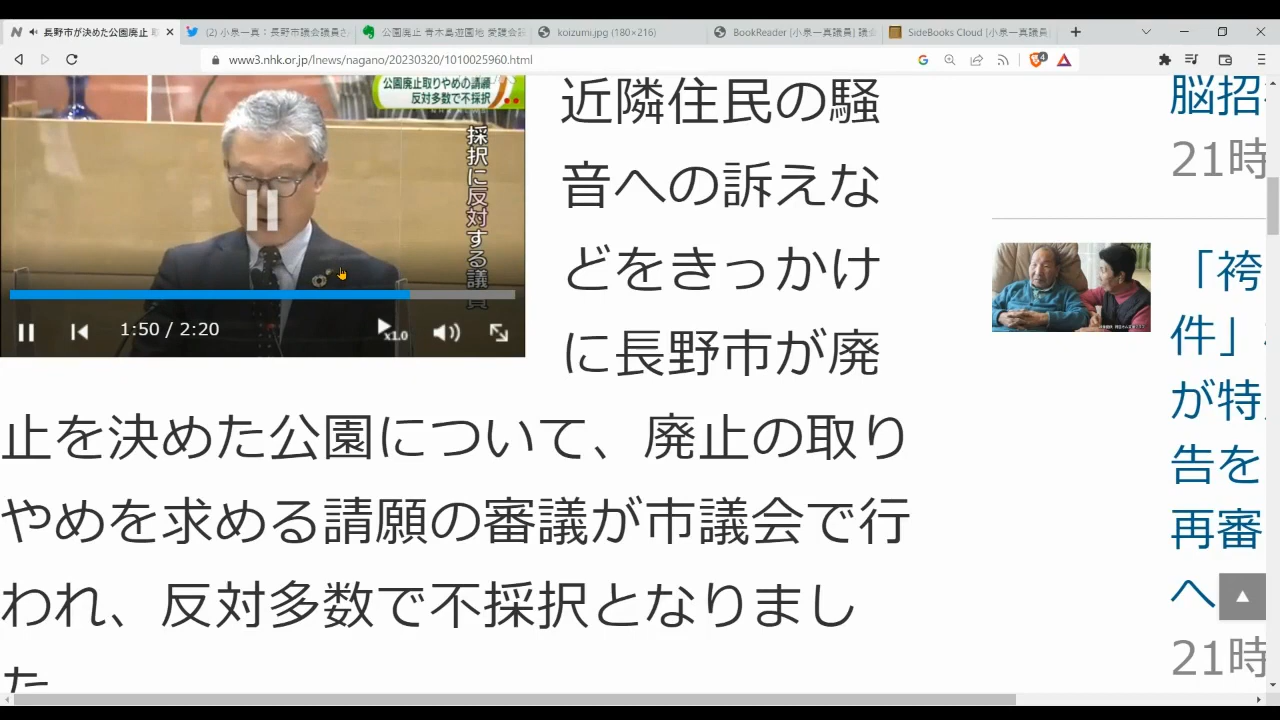 長野市が決めた公園廃止
(2) 小泉一真:長野市議会議員さ
公園廃止 青木島遊園地 愛護会
koizumi.jpg (180×216)
BookReader [小泉一真議員] 議会
SideBooks Cloud [小泉一真議員
www3.nhk.or.jp/lnews/nagano/20230320/1010025960.html
4
公園廃止取りやめの請願
反対多数で不採択
採択に反対する議員
1:50 / 2:20
x1.0
近隣住民の騒
音への訴えな
どをきっかけ
に長野市が廃
止を決めた公園について、廃止の取り
やめを求める請願の審議が市議会で行
われ、反対多数で不採択となりまし
た
脳招
21時
「袴
件」
が特
告を
再審
へ
21時